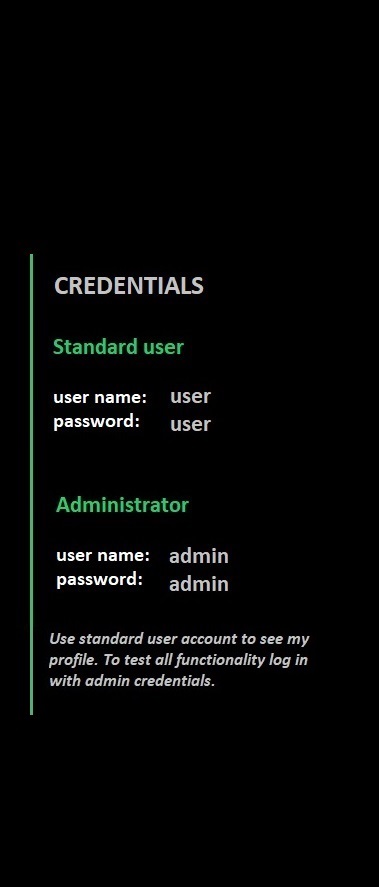 CREDENTIALS
Standard user
user name: user
password: user
Administrator
user name: admin
password: admin
Use standard user account to see my
profile. To test all functionality log in
with admin credentials.